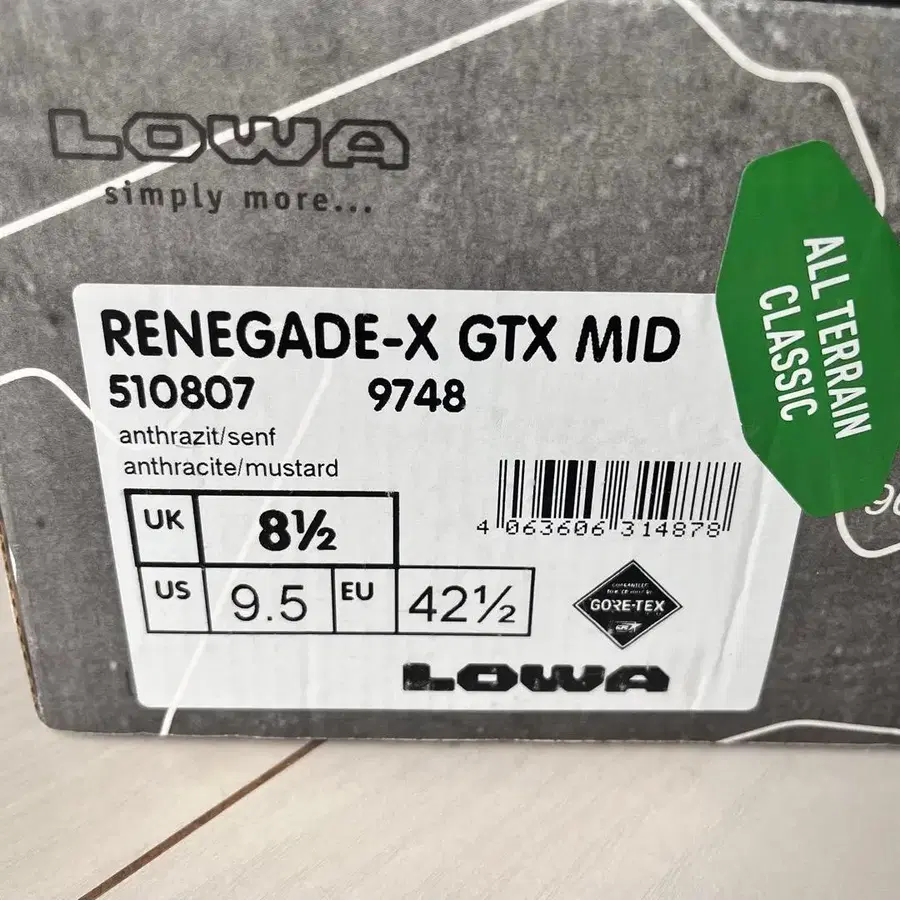 LOWA
simply more...
ALL TERRAIN
CLASSIC
RENEGADE-X GTX MID
510807 9748
anthrazit/senf
anthracite/mustard
UK 8½
4 063606 314878
US 9.5 EU 42½
GORE-TEX
LOWA